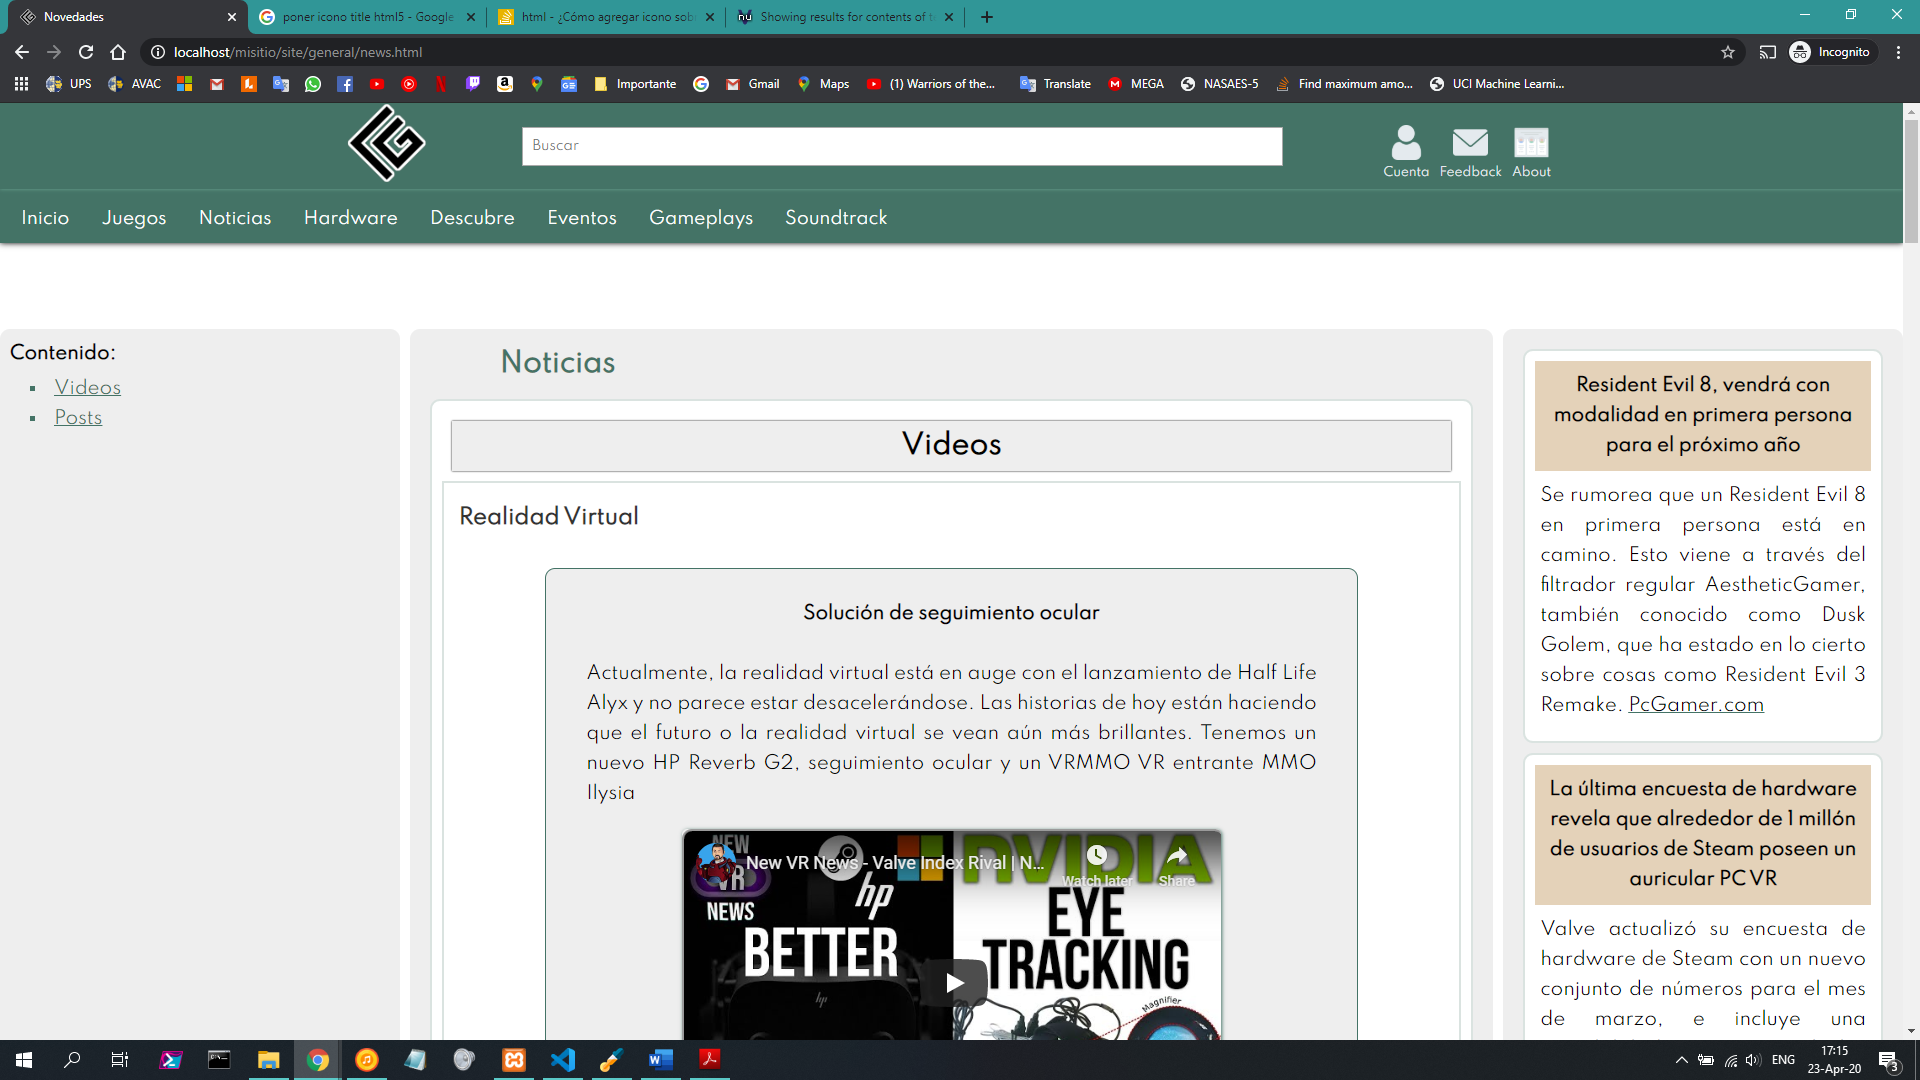 Novedades
poner icono title html5 - Google
html - ¿Cómo agregar icono sob
Showing results for contents of t
localhost/misitio/site/general/news.html
Incognito
UPS
AVAC
Importante
Gmail
Maps
(1) Warriors of the...
Translate
MEGA
NASAES-5
Find maximum amo...
UCI Machine Learni...
Buscar
Cuenta
Feedback
About
Inicio
Juegos
Noticias
Hardware
Descubre
Eventos
Gameplays
Soundtrack
Contenido:
Videos
Posts
Noticias
Videos
Realidad Virtual
Solución de seguimiento ocular
Actualmente, la realidad virtual está en auge con el lanzamiento de Half Life
Alyx y no parece estar desacelerándose. Las historias de hoy están haciendo
que el futuro o la realidad virtual se vean aún más brillantes. Tenemos un
nuevo HP Reverb G2, seguimiento ocular y un VRMMO VR entrante MMO
Ilysia
New VR News - Valve Index Rival | N...
Watch later
Share
NEW
VR
NEWS
hp
BETTER
hp
NVIDIA
EYE
TRACKING
Magnifier
Resident Evil 8, vendrá con
modalidad en primera persona
para el próximo año
Se rumorea que un Resident Evil 8
en primera persona está en
camino. Esto viene a través del
filtrador regular AestheticGamer,
también conocido como Dusk
Golem, que ha estado en lo cierto
sobre cosas como Resident Evil 3
Remake. PcGamer.com
La última encuesta de hardware
revela que alrededor de 1 millón
de usuarios de Steam poseen un
auricular PC VR
Valve actualizó su encuesta de
hardware de Steam con un nuevo
conjunto de números para el mes
de marzo, e incluye una
ENG
17:15
23-Apr-20
3